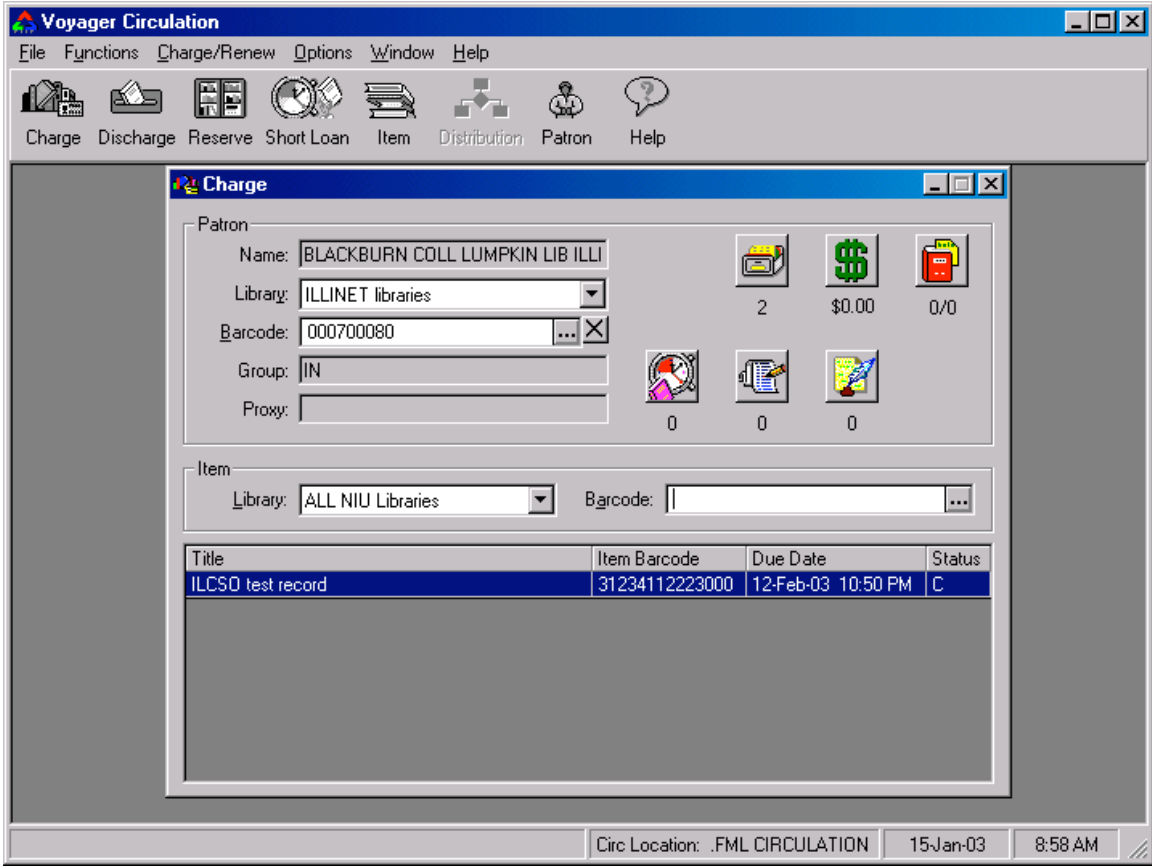 Voyager Circulation
File Functions Charge/Renew Options Window Help
Charge Discharge Reserve Short Loan Item Distribution Patron Help
Charge
Patron
Name: BLACKBURN COLL LUMPKIN LIB ILLI
Library: ILLINET libraries
2 $0.00 0/0
Barcode: 000700080 ...
Group: IN
Proxy:
0 0 0
Item
Library: ALL NIU Libraries Barcode: ...
Title Item Barcode Due Date Status
ILCSO test record 31234112223000 12-Feb-03 10:50 PM C
Circ Location: .FML CIRCULATION 15-Jan-03 8:58 AM